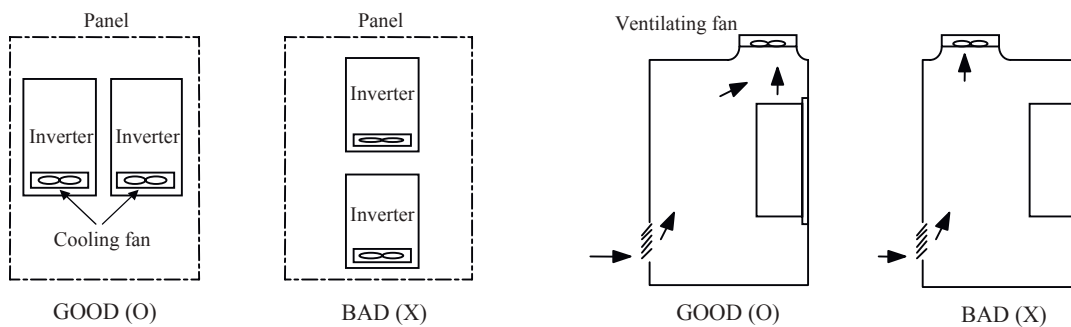 Panel
Inverter
Inverter
Cooling fan
GOOD (O)
Panel
Inverter
Inverter
BAD (X)
Ventilating fan
GOOD (O)
BAD (X)